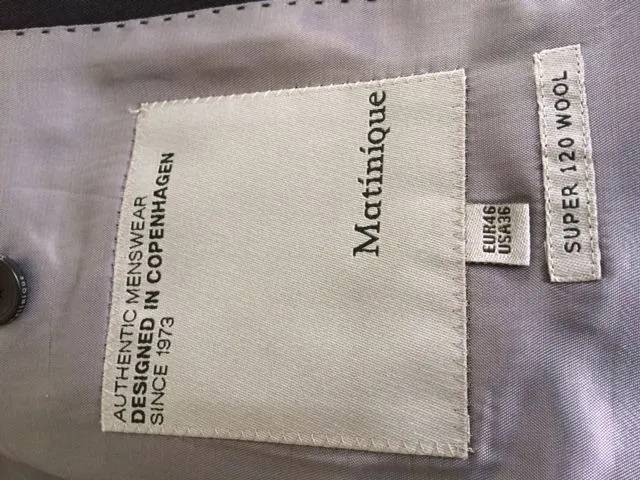 AUTHENTIC MENSWEAR
DESIGNED IN COPENHAGEN
SINCE 1973
Matinique
EUR46
USA36
SUPER 120 WOOL